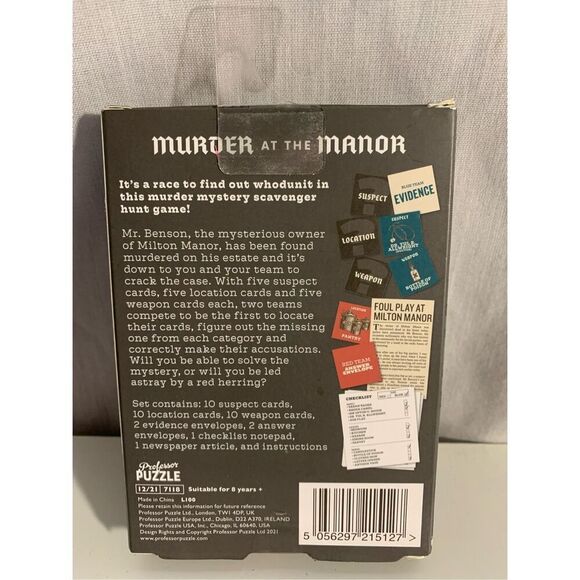 MURDER AT THE MANOR
It's a race to find out whodunit in
this murder mystery scavenger
hunt game!
Mr. Benson, the mysterious owner
of Milton Manor, has been found
murdered on his estate and it's
down to you and your team to
crack the case. With five suspect
cards, five location cards and five
weapon cards each, two teams
compete to be the first to locate
their cards, figure out the missing
one from each category and
correctly make their accusations.
Will you be able to solve the
mystery, or will you be led
astray by a red herring?
Set contains: 10 suspect cards,
10 location cards, 10 weapon cards,
2 evidence envelopes, 2 answer
envelopes, 1 checklist notepad,
1 newspaper article, and instructions
SUSPECT
BLUE TEAM
EVIDENCE
LOCATION
SUSPECT
WEAPON
WEAPON
BOTTLE OF
POISON
LOCATION
PANTRY
FOUL PLAY AT
MILTON MANOR
RED TEAM
ANSWER
ENVELOPE
CHECKLIST
Professor
PUZZLE
12/21 7118 Suitable for 8 years +
Made in China L100
Please retain this information for future reference
Professor Puzzle Ltd., London, TW1 4DP, UK
Professor Puzzle Europe Ltd., Dublin, D22 A370, IRELAND
Professor Puzzle USA, Inc., Chicago, IL 60640, USA
Design Rights and Copyright Professor Puzzle Ltd 2021
www.professorpuzzle.com
5 056297 215127 >